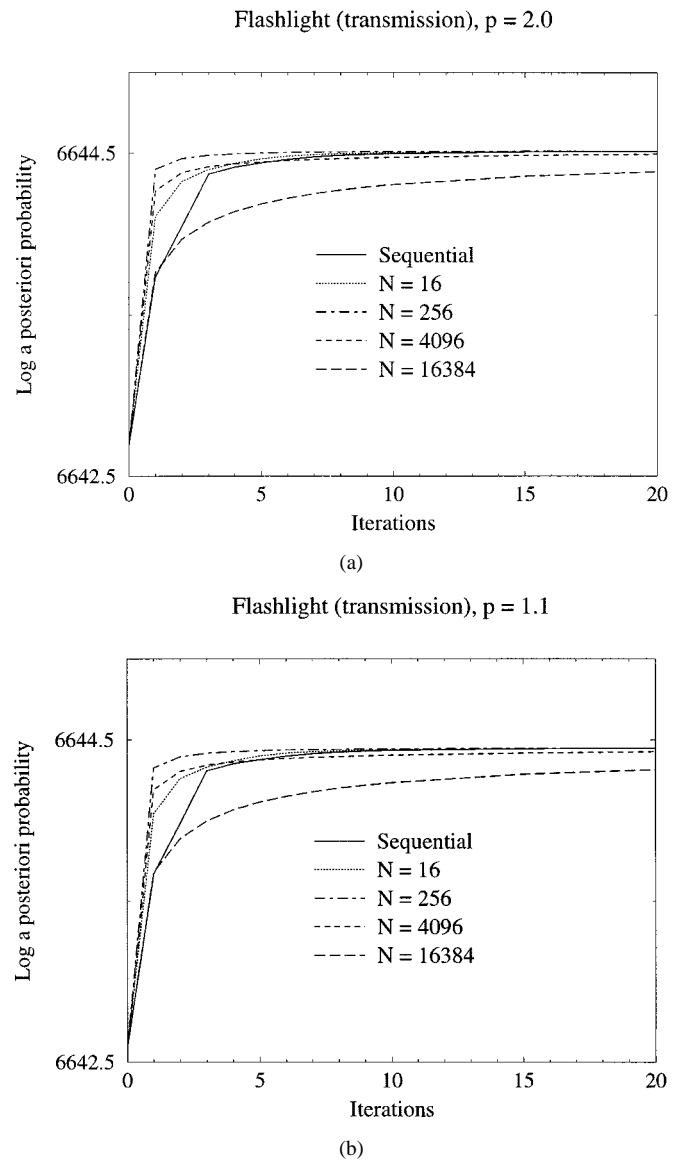 Flashlight (transmission), p = 2.0
Log a posteriori probability
6644.5
6642.5
Sequential
N = 16
N = 256
N = 4096
N = 16384
0 5 10 15 20
Iterations
(a)
Flashlight (transmission), p = 1.1
Log a posteriori probability
6644.5
6642.5
Sequential
N = 16
N = 256
N = 4096
N = 16384
0 5 10 15 20
Iterations
(b)